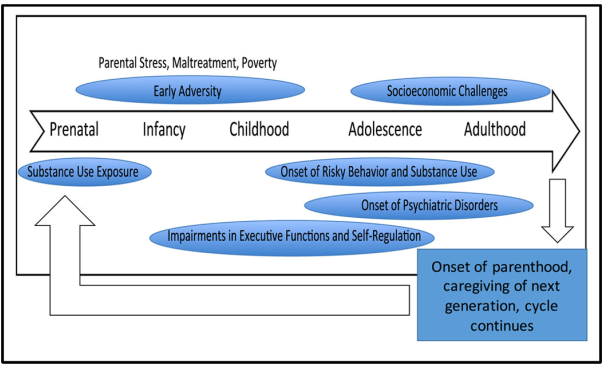 Parental Stress, Maltreatment, Poverty
Early Adversity
Socioeconomic Challenges
Prenatal Infancy Childhood Adolescence Adulthood
Substance Use Exposure
Onset of Risky Behavior and Substance Use
Onset of Psychiatric Disorders
Impairments in Executive Functions and Self-Regulation
Onset of parenthood,
caregiving of next
generation, cycle
continues